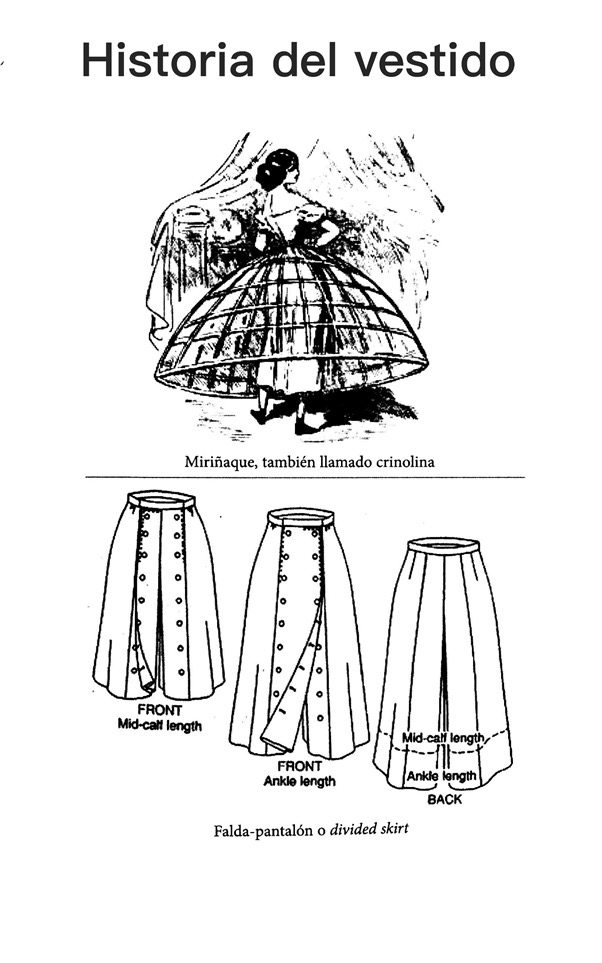 Historia del vestido
Miriñaque, también llamado crinolina
FRONT
Mid-calf length
FRONT
Ankle length
Mid-calf length
Ankle length
BACK
Falda-pantalón o divided skirt